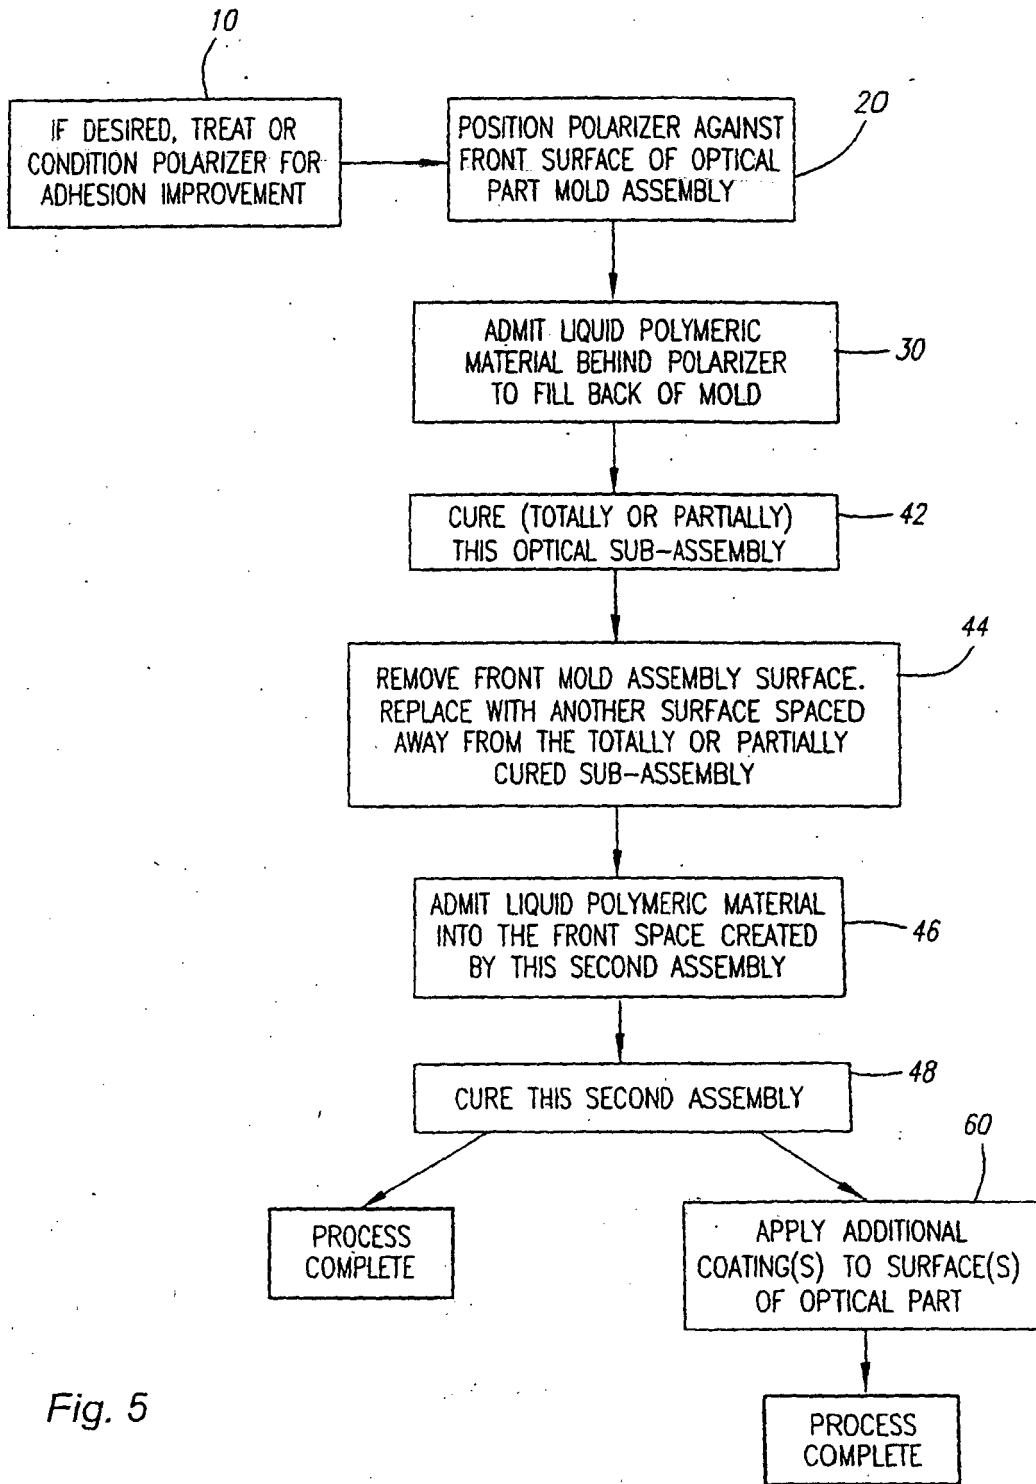 10
IF DESIRED, TREAT OR
CONDITION POLARIZER FOR
ADHESION IMPROVEMENT
20
POSITION POLARIZER AGAINST
FRONT SURFACE OF OPTICAL
PART MOLD ASSEMBLY
ADMIT LIQUID POLYMERIC
MATERIAL BEHIND POLARIZER
TO FILL BACK OF MOLD
30
CURE (TOTALLY OR PARTIALLY)
THIS OPTICAL SUB-ASSEMBLY
42
44
REMOVE FRONT MOLD ASSEMBLY SURFACE.
REPLACE WITH ANOTHER SURFACE SPACED
AWAY FROM THE TOTALLY OR PARTIALLY
CURED SUB-ASSEMBLY
ADMIT LIQUID POLYMERIC MATERIAL
INTO THE FRONT SPACE CREATED
BY THIS SECOND ASSEMBLY
46
CURE THIS SECOND ASSEMBLY
48
PROCESS
COMPLETE
60
APPLY ADDITIONAL
COATING(S) TO SURFACE(S)
OF OPTICAL PART
PROCESS
COMPLETE
Fig. 5